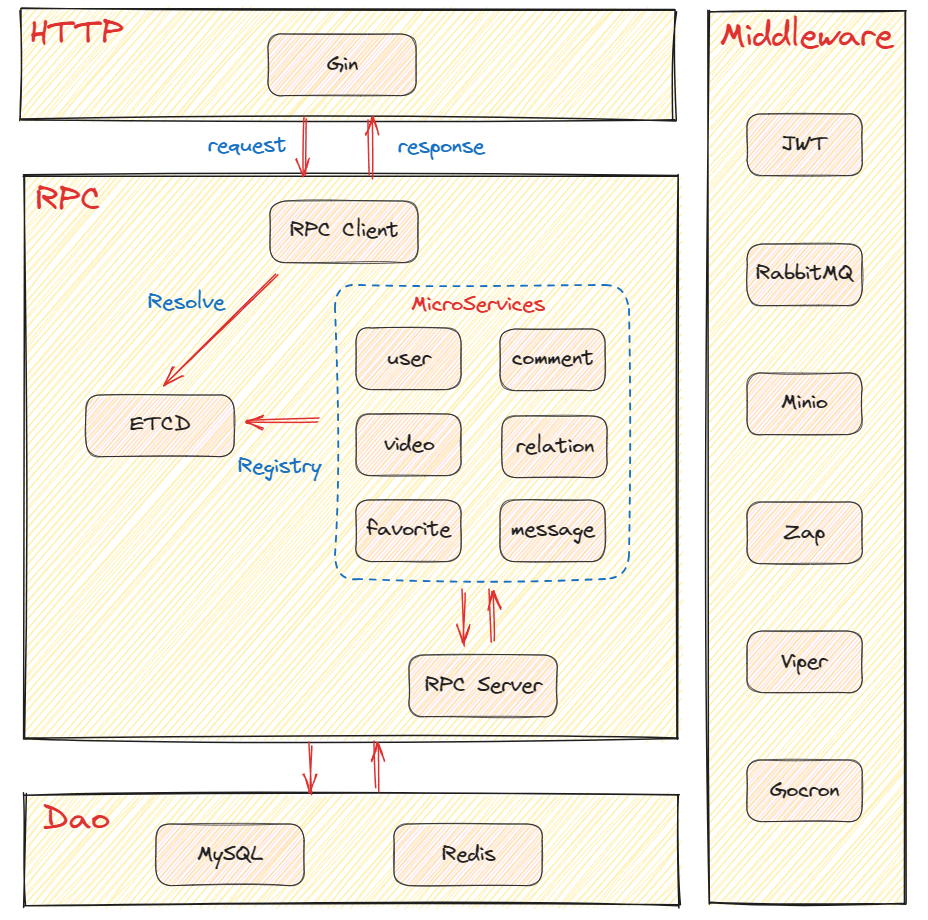 HTTP
Gin
request
response
RPC
RPC Client
Resolve
MicroServices
user
comment
ETCD
video
relation
Registry
favorite
message
RPC Server
Dao
MySQL
Redis
Middleware
JWT
RabbitMQ
Minio
Zap
Viper
Gocron